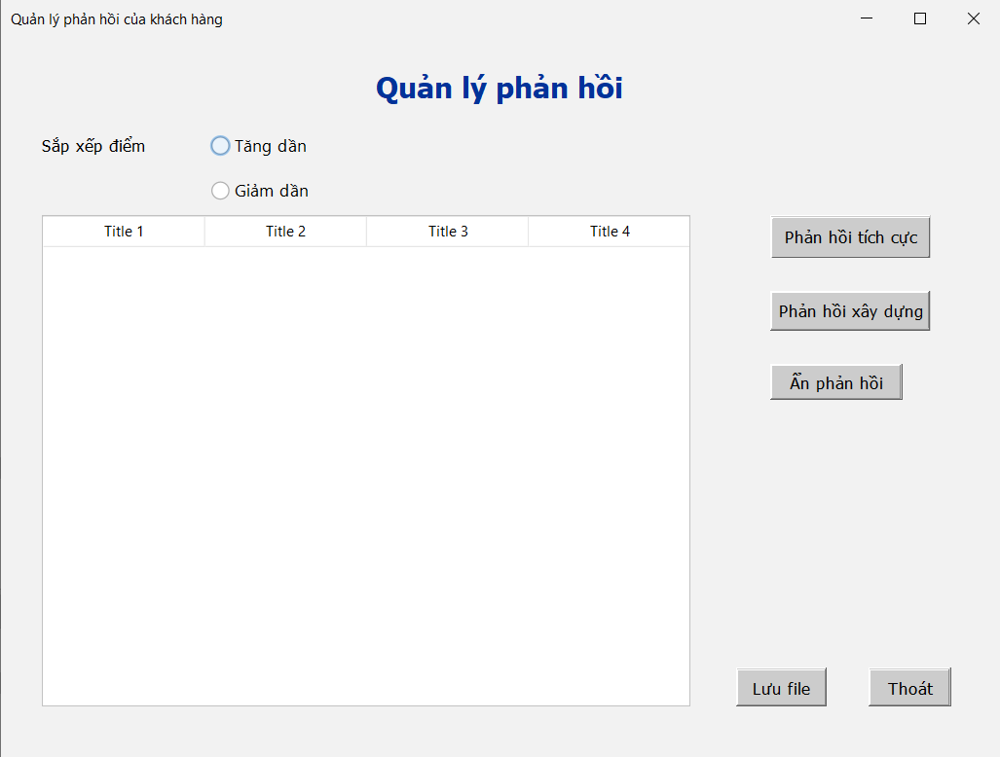 Quản lý phản hồi của khách hàng
Quản lý phản hồi
Sắp xếp điểm
Tăng dần
Giảm dần
Title 1 Title 2 Title 3 Title 4
Phản hồi tích cực
Phản hồi xây dựng
Ẩn phản hồi
Lưu file
Thoát